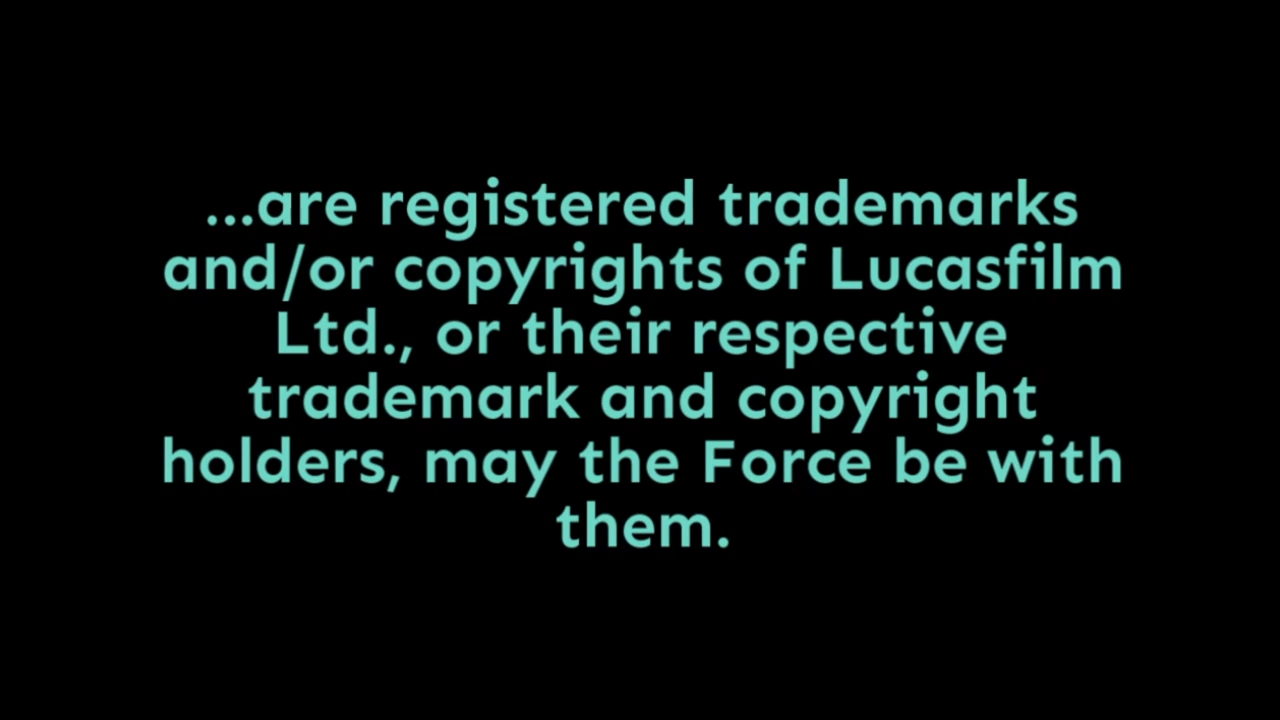 ...are registered trademarks
and/or copyrights of Lucasfilm
Ltd., or their respective
trademark and copyright
holders, may the Force be with
them.